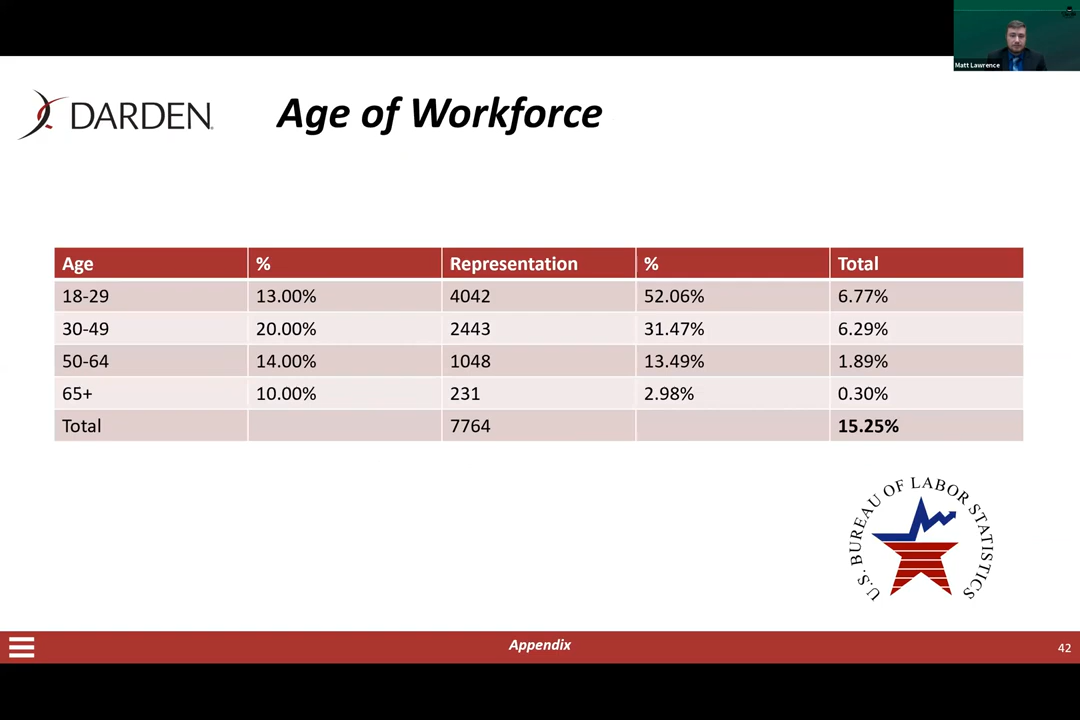 Matt Lawrence
DARDEN
Age of Workforce
Age % Representation % Total
18-29 13.00% 4042 52.06% 6.77%
30-49 20.00% 2443 31.47% 6.29%
50-64 14.00% 1048 13.49% 1.89%
65+ 10.00% 231 2.98% 0.30%
Total 7764 15.25%
U.S. BUREAU OF LABOR STATISTICS
Appendix
42